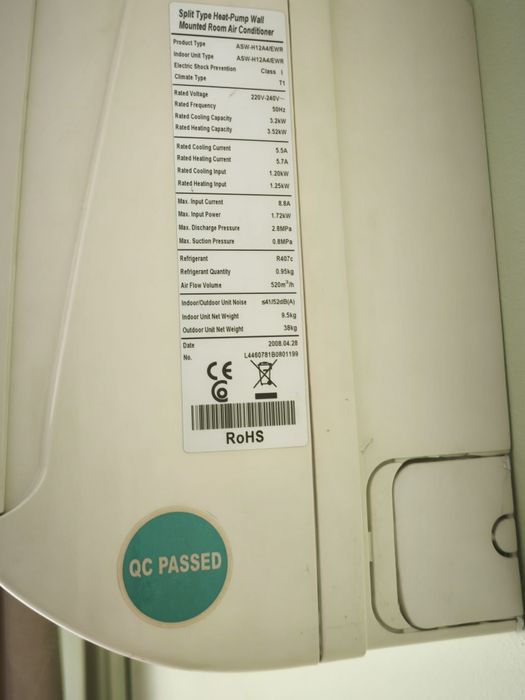 Split Type Heat-Pump Wall
Mounted Room Air Conditioner
Product Type ASW-H12A4/EWR
Indoor Unit Type ASW-H12A4/EWR
Electric Shock Prevention Class I
Climate Type T1
Rated Voltage 220V-240V~
Rated Frequency 50Hz
Rated Cooling Capacity 3.2kW
Rated Heating Capacity 3.52kW
Rated Cooling Current 5.5A
Rated Heating Current 5.7A
Rated Cooling Input 1.20kW
Rated Heating Input 1.25kW
Max. Input Current 8.8A
Max. Input Power 1.72kW
Max. Discharge Pressure 2.8MPa
Max. Suction Pressure 0.8MPa
Refrigerant R407c
Refrigerant Quantity 0.95kg
Air Flow Volume 520m³/h
Indoor/Outdoor Unit Noise ≤41/52dB(A)
Indoor Unit Net Weight 9.5kg
Outdoor Unit Net Weight 38kg
Date 2008.04.28
No. L4460781B0801199
CE
RoHS
QC PASSED